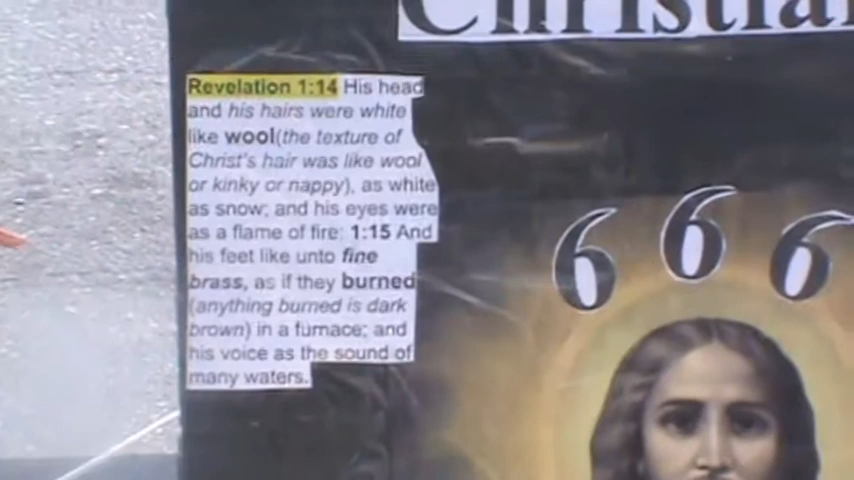 Christian
Revelation 1:14 His head
and his hairs were white
like wool(the texture of
Christ's hair was like wool
or kinky or nappy), as white
as snow; and his eyes were
as a flame of fire; 1:15 And
his feet like unto fine
brass, as if they burned
(anything burned is dark
brown) in a furnace; and
his voice as the sound of
many waters.
666